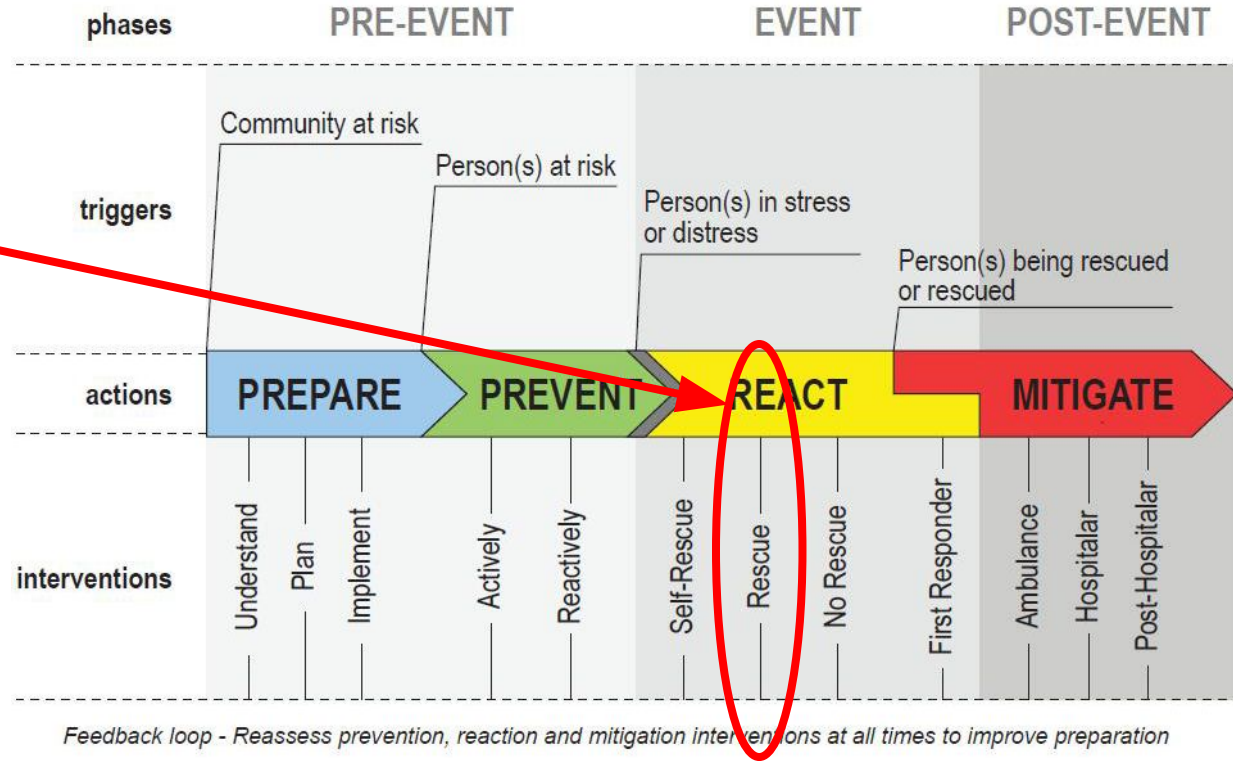 phases PRE-EVENT EVENT POST-EVENT
Community at risk
Person(s) at risk
triggers
Person(s) in stress
or distress
Person(s) being rescued
or rescued
actions PREPARE PREVENT REACT MITIGATE
interventions
Understand
Plan
Implement
Actively
Reactively
Self-Rescue
Rescue
No Rescue
First Responder
Ambulance
Hospitalar
Post-Hospitalar
Feedback loop - Reassess prevention, reaction and mitigation interventions at all times to improve preparation